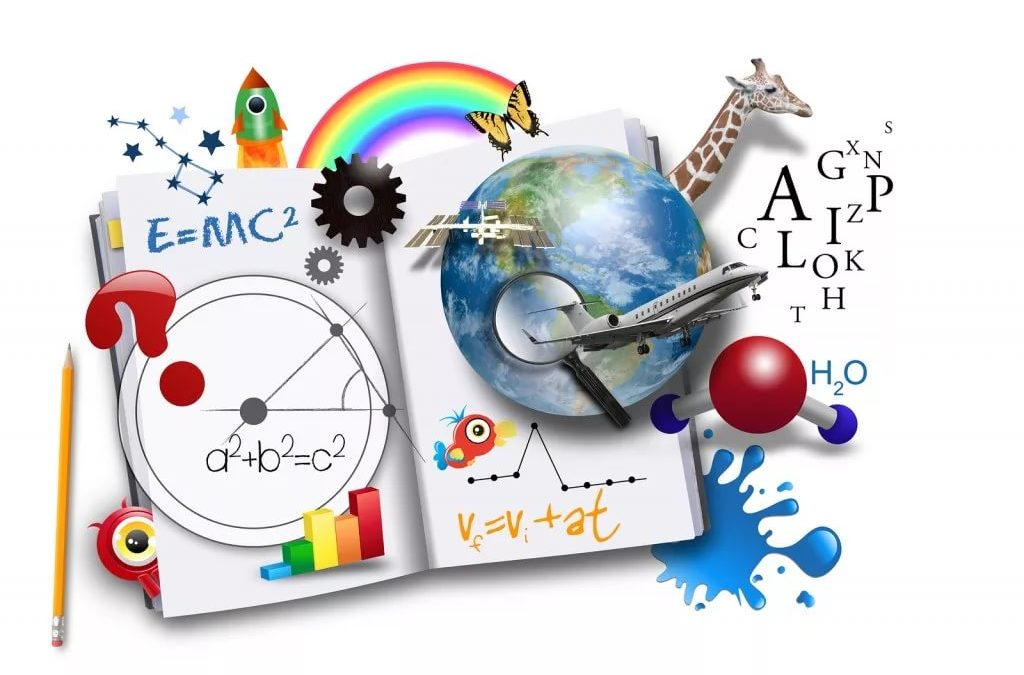 E=MC²
a²+b²=c²
v_f=v_i+at
S
X
G N
A P
Z
C I
L K
O
H
T
H₂O